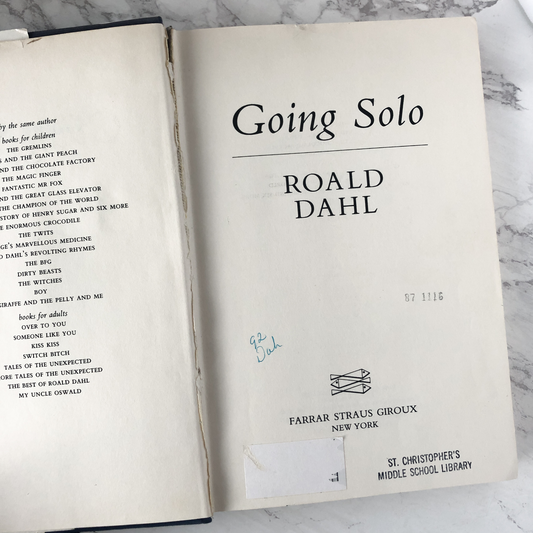 by the same author
books for children
THE GREMLINS
AND THE GIANT PEACH
AND THE CHOCOLATE FACTORY
THE MAGIC FINGER
FANTASTIC MR FOX
AND THE GREAT GLASS ELEVATOR
THE CHAMPION OF THE WORLD
STORY OF HENRY SUGAR AND SIX MORE
ENORMOUS CROCODILE
THE TWITS
MARVELLOUS MEDICINE
DAHL'S REVOLTING RHYMES
THE BFG
DIRTY BEASTS
THE WITCHES
BOY
GIRAFFE AND THE PELLY AND ME
books for adults
OVER TO YOU
SOMEONE LIKE YOU
KISS KISS
SWITCH BITCH
TALES OF THE UNEXPECTED
MORE TALES OF THE UNEXPECTED
THE BEST OF ROALD DAHL
MY UNCLE OSWALD
Going Solo
ROALD
DAHL
87 1116
92
Dah
FARRAR STRAUS GIROUX
NEW YORK
ST. CHRISTOPHER'S
MIDDLE SCHOOL LIBRARY